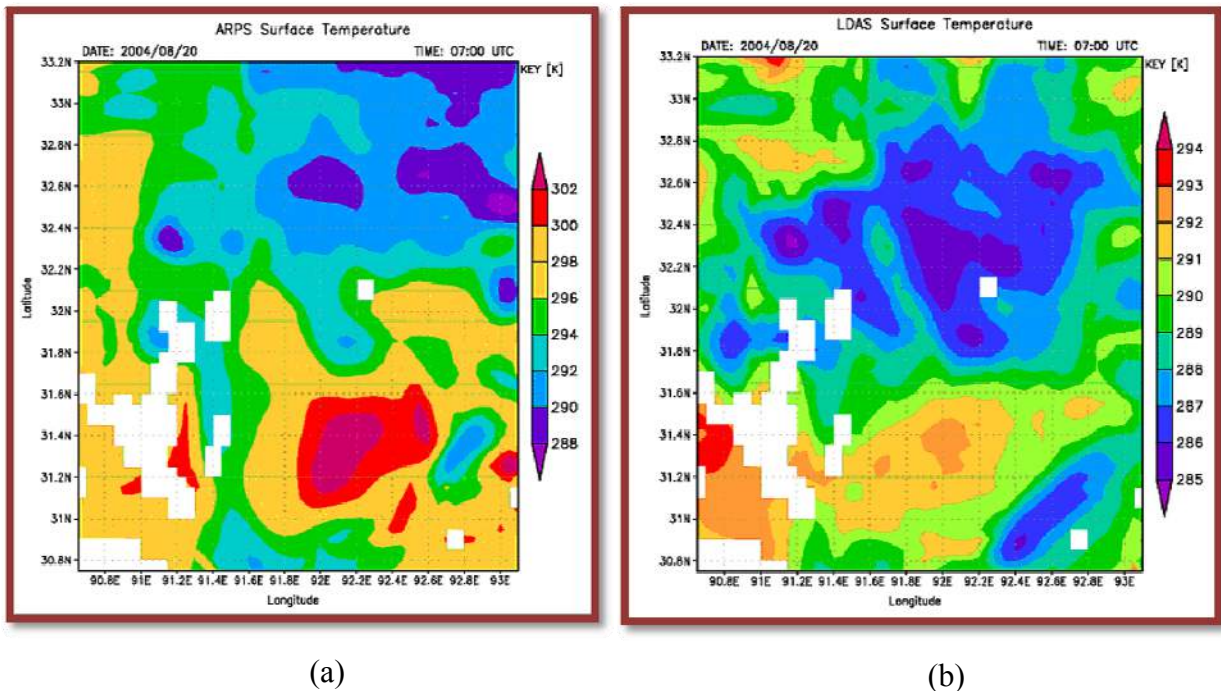 ARPS Surface Temperature
DATE: 2004/08/20 TIME: 07:00 UTC
KEY [K]
33.2N
33N
32.8N
32.6N
32.4N
32.2N
32N
31.8N
31.6N
31.4N
31.2N
31N
30.8N
Latitude
90.8E 91E 91.2E 91.4E 91.6E 91.8E 92E 92.2E 92.4E 92.6E 92.8E 93E
Longitude
302
300
298
296
294
292
290
288
(a)
LDAS Surface Temperature
DATE: 2004/08/20 TIME: 07:00 UTC
KEY [K]
33.2N
33N
32.8N
32.6N
32.4N
32.2N
32N
31.8N
31.6N
31.4N
31.2N
31N
30.8N
Latitude
90.8E 91E 91.2E 91.4E 91.6E 91.8E 92E 92.2E 92.4E 92.6E 92.8E 93E
Longitude
294
293
292
291
290
289
288
287
286
285
(b)